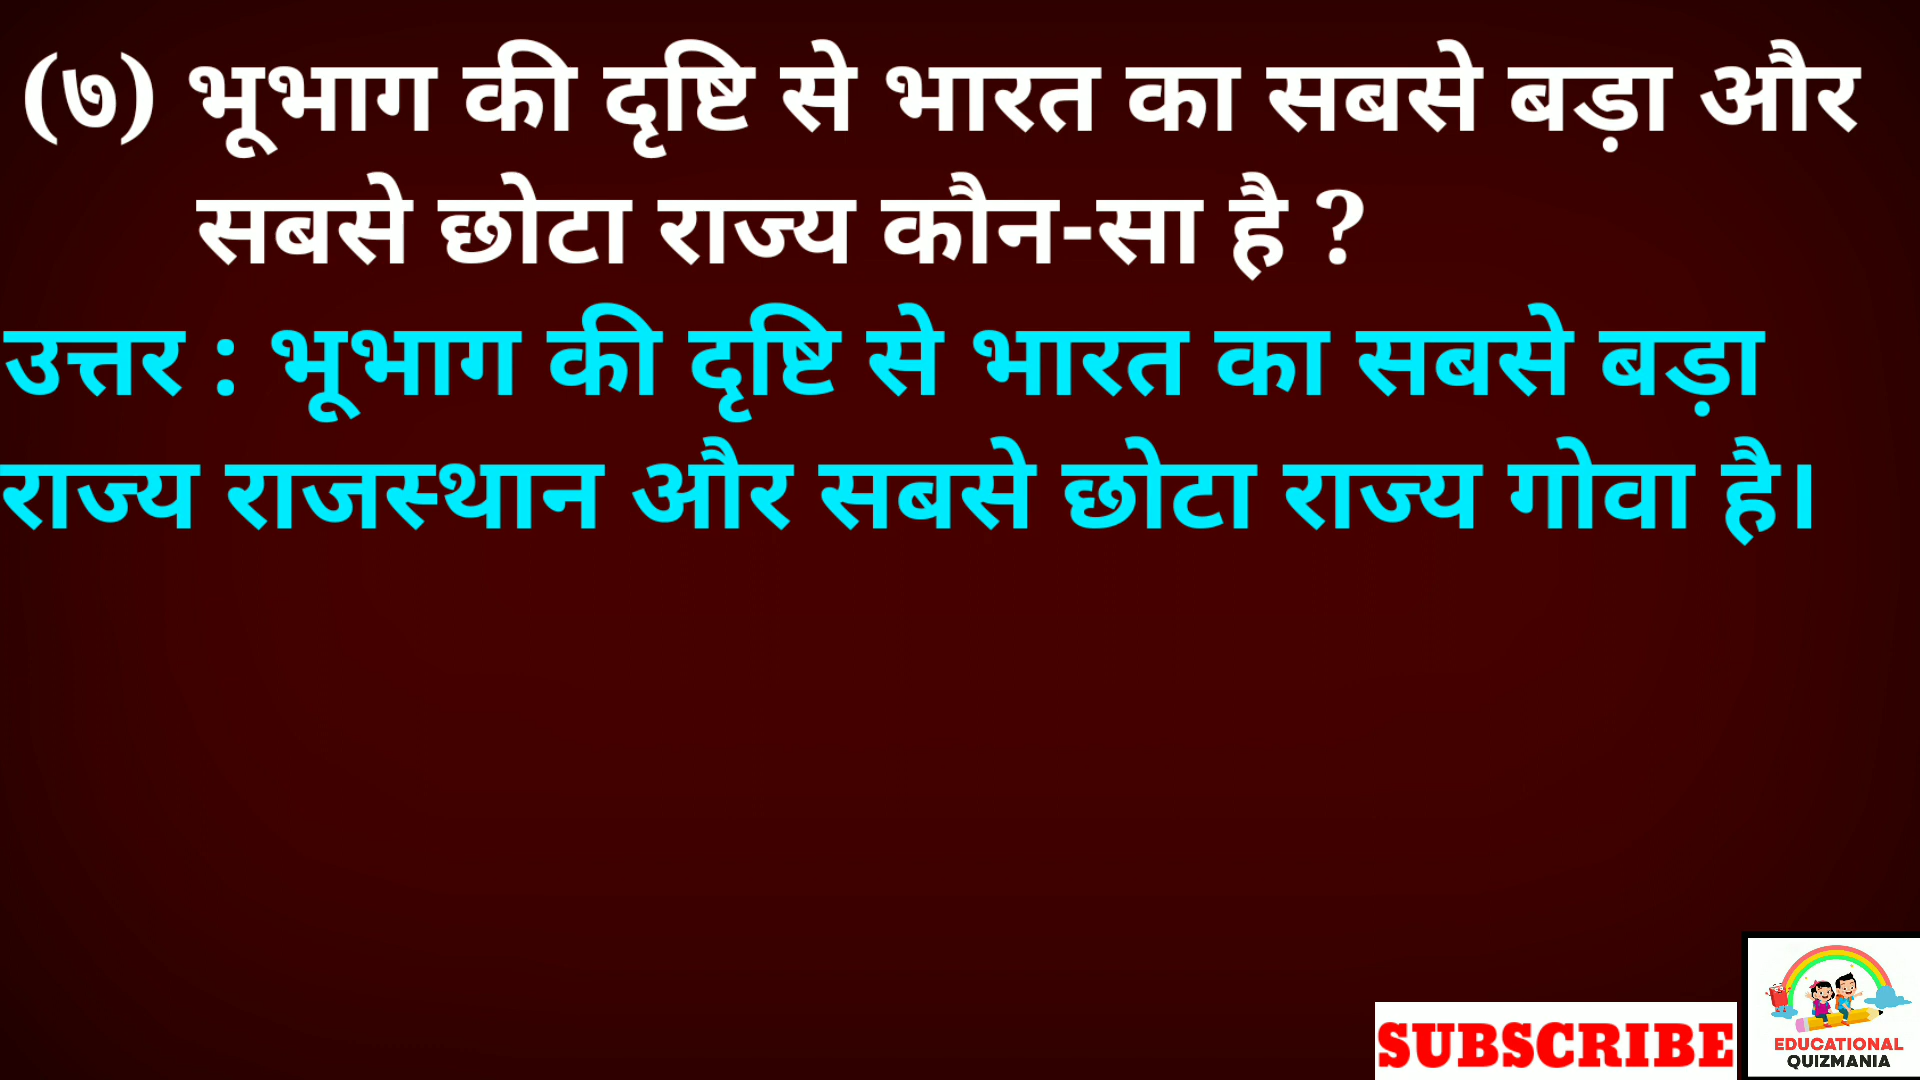 (७) भूभाग की दृष्टि से भारत का सबसे बड़ा और
सबसे छोटा राज्य कौन-सा है ?
उत्तर : भूभाग की दृष्टि से भारत का सबसे बड़ा
राज्य राजस्थान और सबसे छोटा राज्य गोवा है।
SUBSCRIBE
EDUCATIONAL
QUIZMANIA